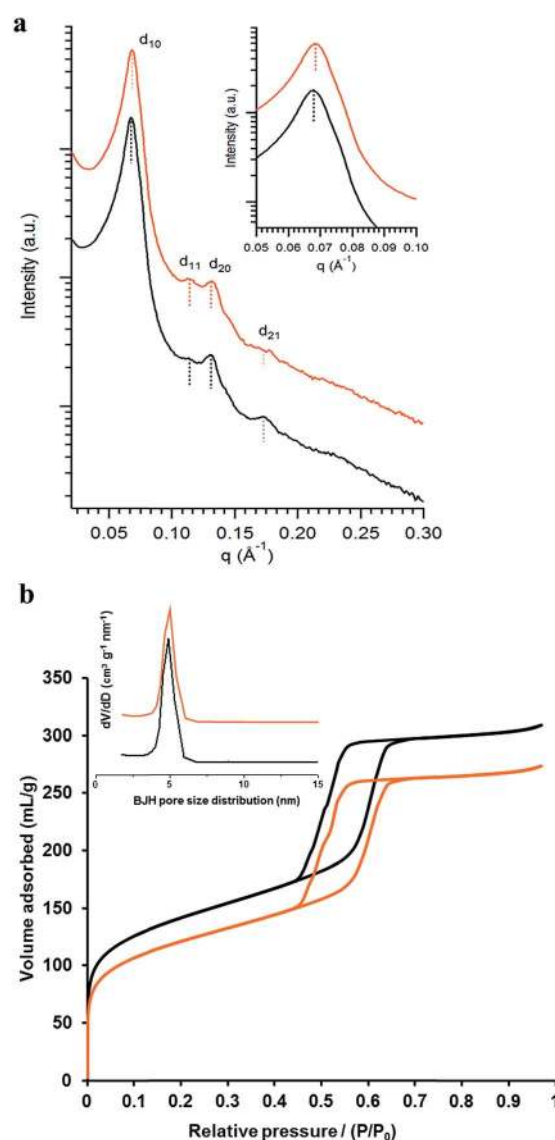 a
d10
d11 d20
d21
Intensity (a.u.)
0.05 0.10 0.15 0.20 0.25 0.30
q (Å-1)
Intensity (a.u.)
0.05 0.06 0.07 0.08 0.09 0.10
q (Å-1)
b
dV/dD (cm³ g-1 nm-1)
0 5 10 15
BJH pore size distribution (nm)
Volume adsorbed (mL/g)
350
300
250
200
150
100
50
0
0 0.1 0.2 0.3 0.4 0.5 0.6 0.7 0.8 0.9 1
Relative pressure / (P/P0)